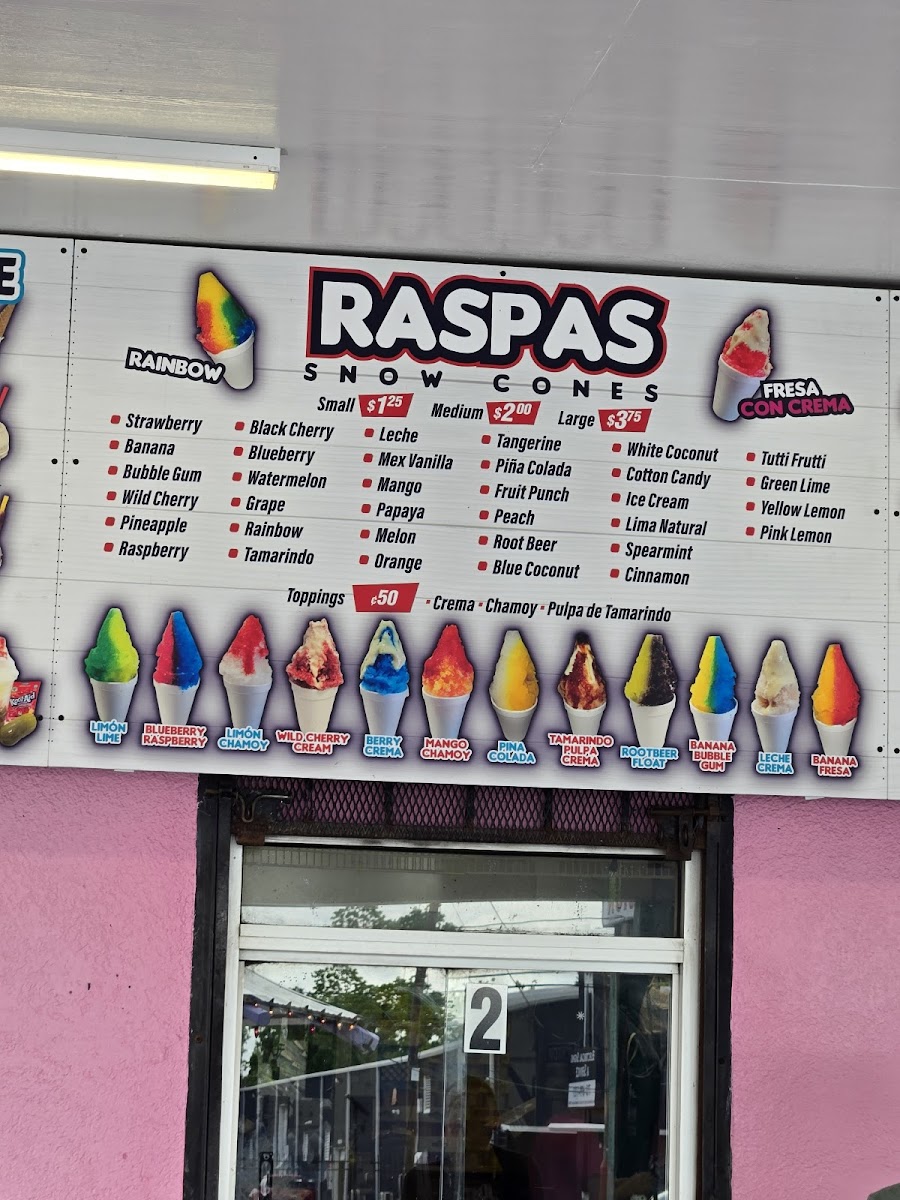 E
RASPAS
SNOW CONES
RAINBOW
FRESA
CON CREMA
Small $1.25 Medium $2.00 Large $3.75
Strawberry
Banana
Bubble Gum
Wild Cherry
Pineapple
Raspberry
Black Cherry
Blueberry
Watermelon
Grape
Rainbow
Tamarindo
Leche
Mex Vanilla
Mango
Papaya
Melon
Orange
Tangerine
Piña Colada
Fruit Punch
Peach
Root Beer
Blue Coconut
White Coconut
Cotton Candy
Ice Cream
Lima Natural
Spearmint
Cinnamon
Tutti Frutti
Green Lime
Yellow Lemon
Pink Lemon
Toppings ¢50 Crema Chamoy Pulpa de Tamarindo
LIMÓN
LIME
BLUEBERRY
RASPBERRY
LIMÓN
CHAMOY
WILD.CHERRY
CREAM
BERRY
CREMA
MANGO
CHAMOY
PINA
COLADA
TAMARINDO
PULPA
CREMA
ROOTBEER
FLOAT
BANANA
BUBBLE
GUM
LECHE
CREMA
BANANA
FRESA
2